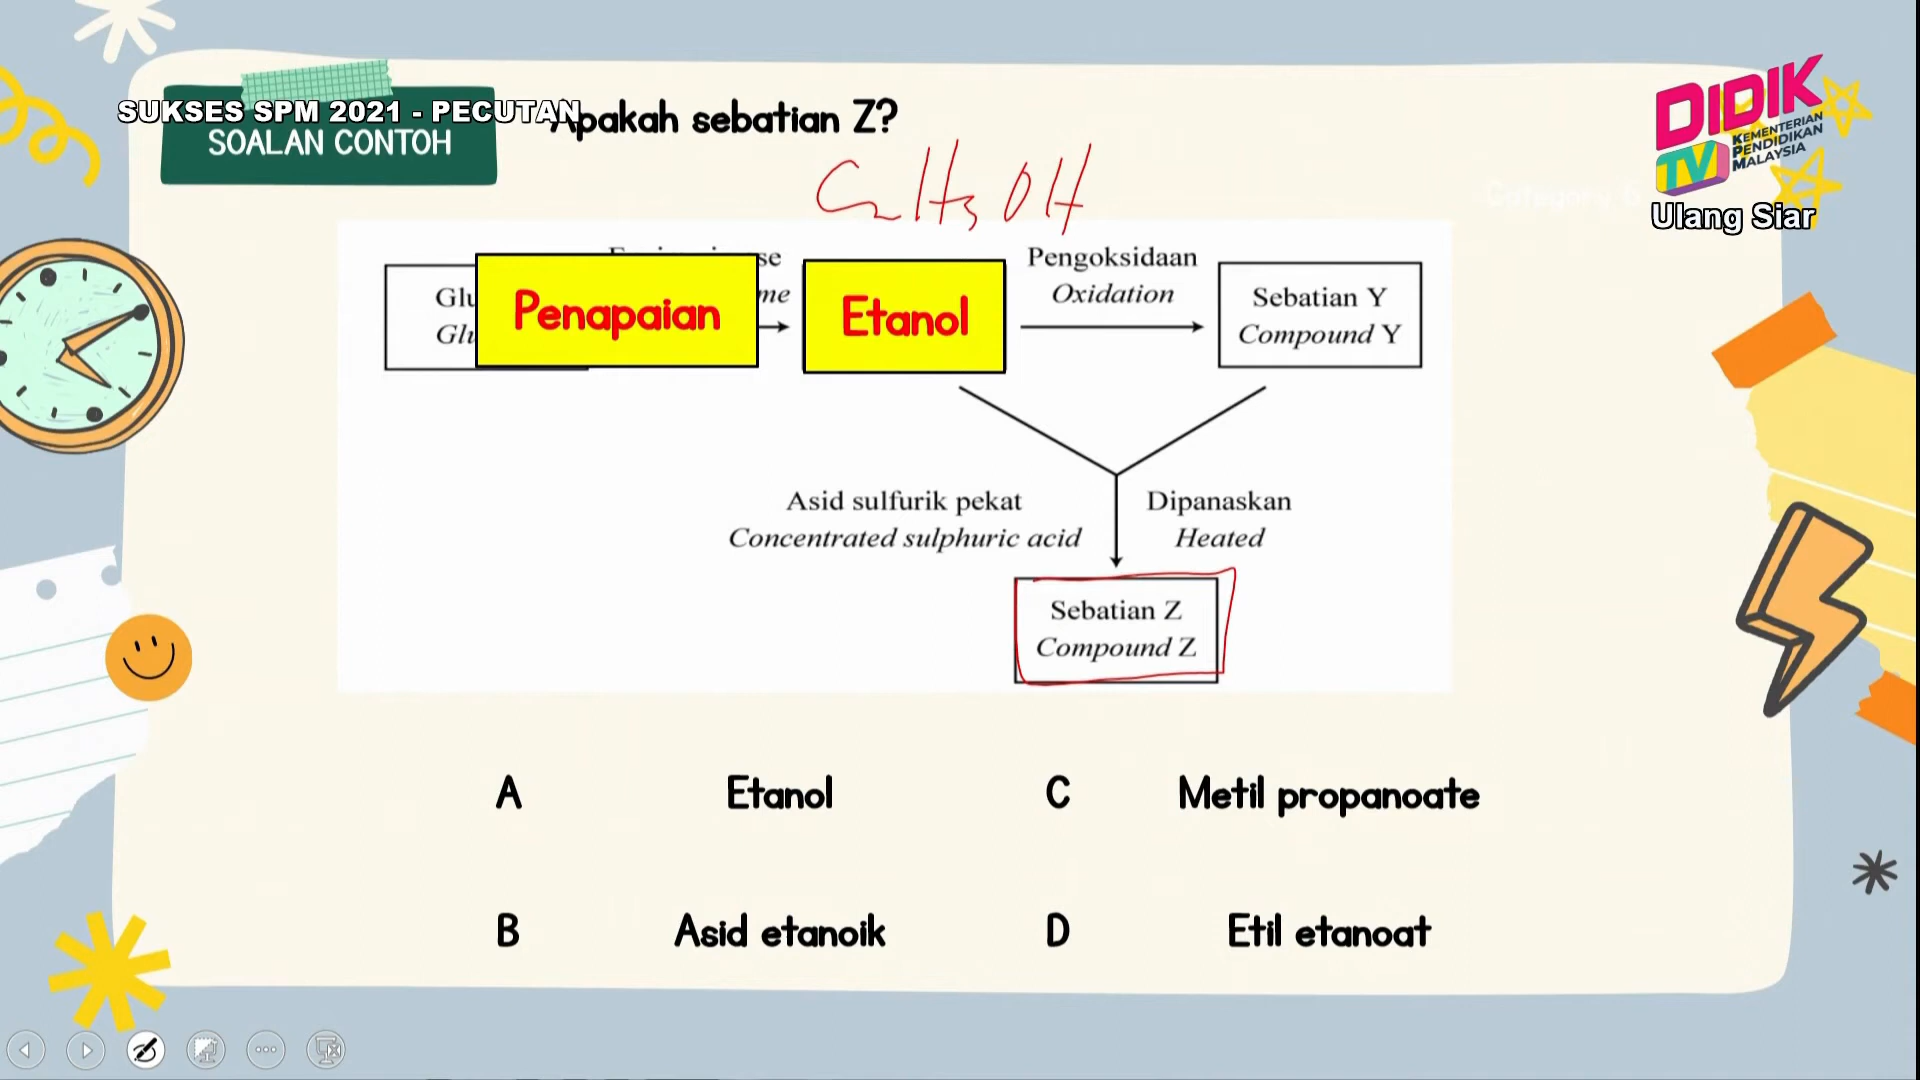 SUKSES SPM 2021 - PECUTAN
SOALAN CONTOH
Apakah sebatian Z?
DIDIK
TV
KEMENTERIAN
PENDIDIKAN
MALAYSIA
Ulang Siar
OH
Penapaian
Etanol
Pengoksidaan
Oxidation
Sebatian Y
Compound Y
Asid sulfurik pekat
Concentrated sulphuric acid
Dipanaskan
Heated
Sebatian Z
Compound Z
A Etanol C Metil propanoate
B Asid etanoik D Etil etanoat